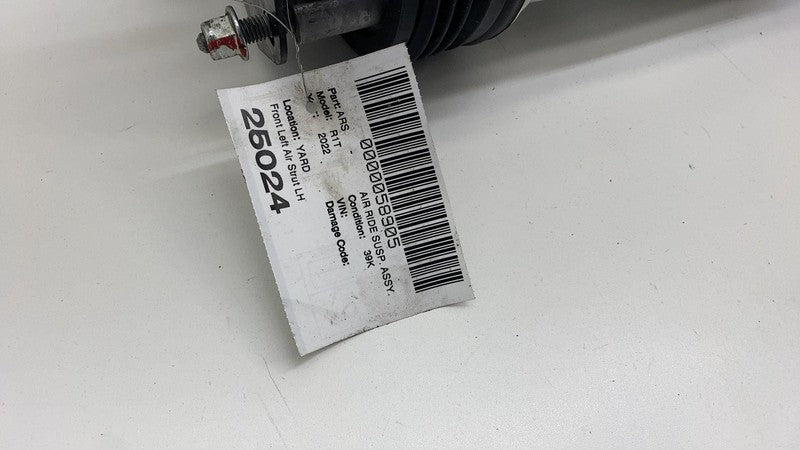 0000058905
AIR RIDE SUSP. ASSY.
Part: ARS
Condition: 39K
Model: R1T
VIN:
2022
Damage Code:
Location: YARD
Front Left Air Strut LH
25024